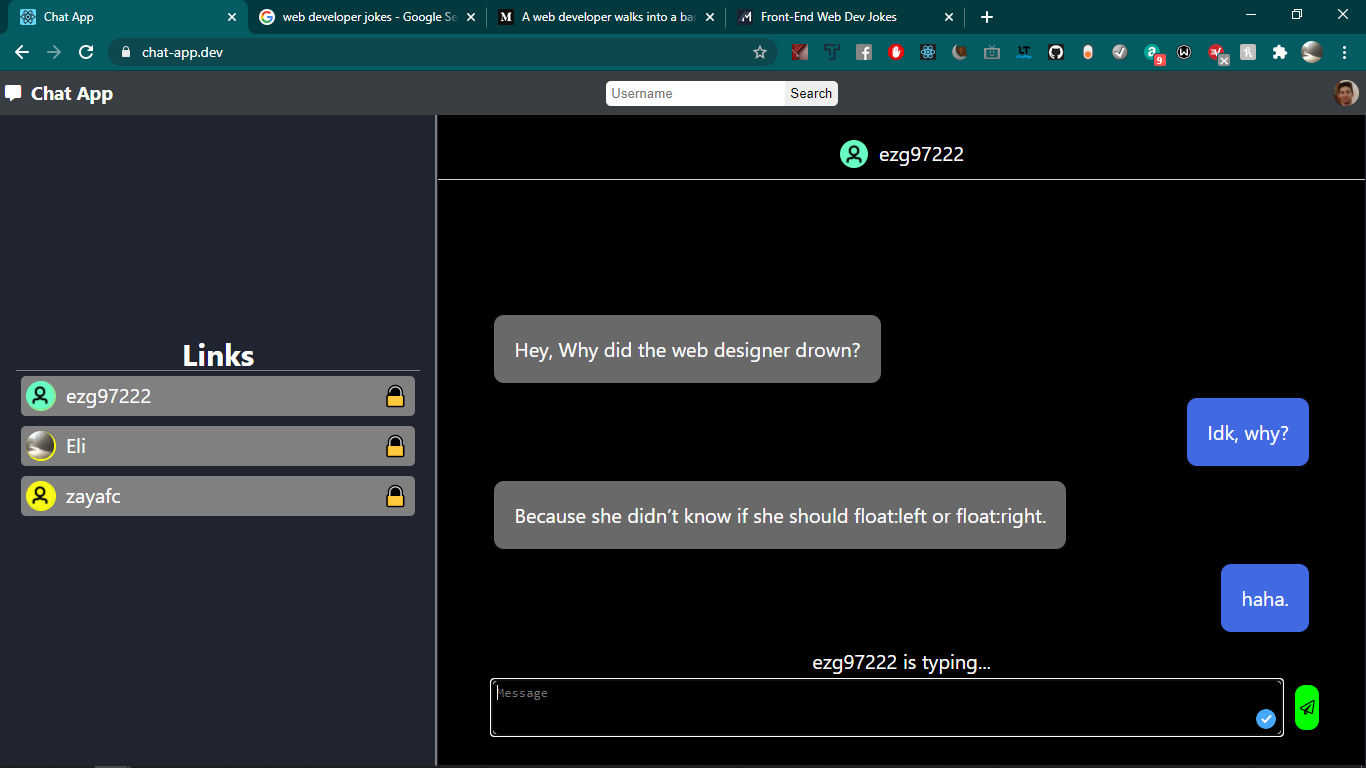 Chat App
web developer jokes - Google Se
A web developer walks into a ba
Front-End Web Dev Jokes
chat-app.dev
9
Chat App
Username
Search
ezg97222
Hey, Why did the web designer drown?
Idk, why?
Links
ezg97222
Eli
zayafc
Because she didn’t know if she should float:left or float:right.
haha.
ezg97222 is typing...
Message